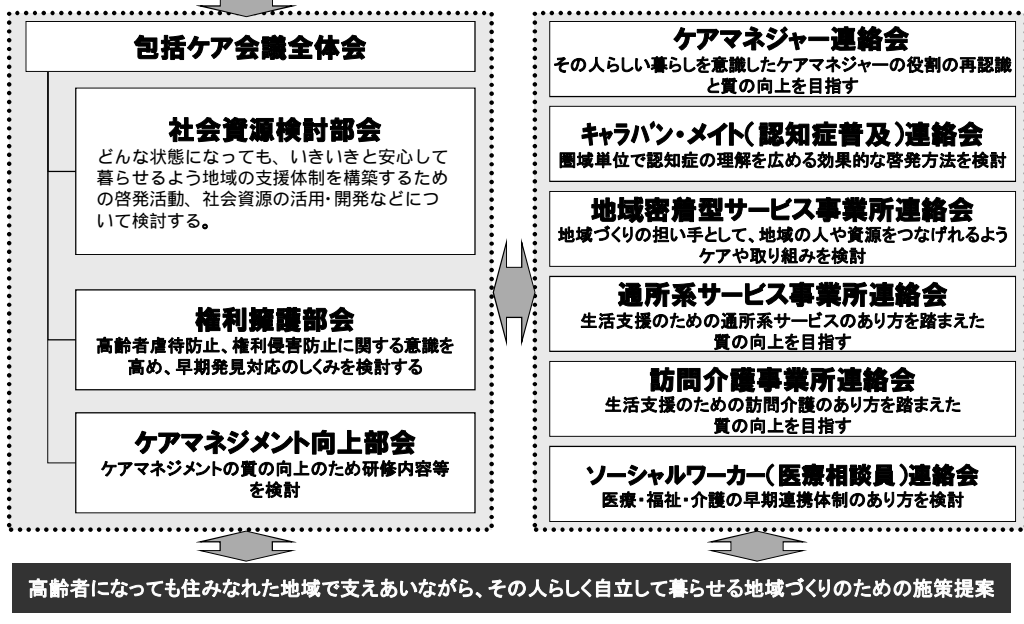 包括ケア会議全体会
社会資源検討部会
どんな状態になっても、いきいきと安心して
暮らせるよう地域の支援体制を構築するため
の啓発活動、社会資源の活用・開発などにつ
いて検討する。
権利擁護部会
高齢者虐待防止、権利侵害防止に関する意識を
高め、早期発見対応のしくみを検討する
ケアマネジメント向上部会
ケアマネジメントの質の向上のため研修内容等
を検討
ケアマネジャー連絡会
その人らしい暮らしを意識したケアマネジャーの役割の再認識
と質の向上を目指す
キャラバン・メイト(認知症普及)連絡会
圏域単位で認知症の理解を広める効果的な啓発方法を検討
地域密着型サービス事業所連絡会
地域づくりの担い手として、地域の人や資源をつなげれるよう
ケアや取り組みを検討
通所系サービス事業所連絡会
生活支援のための通所系サービスのあり方を踏まえた
質の向上を目指す
訪問介護事業所連絡会
生活支援のための訪問介護のあり方を踏まえた
質の向上を目指す
ソーシャルワーカー(医療相談員)連絡会
医療・福祉・介護の早期連携体制のあり方を検討
高齢者になっても住みなれた地域で支えあいながら、その人らしく自立して暮らせる地域づくりのための施策提案